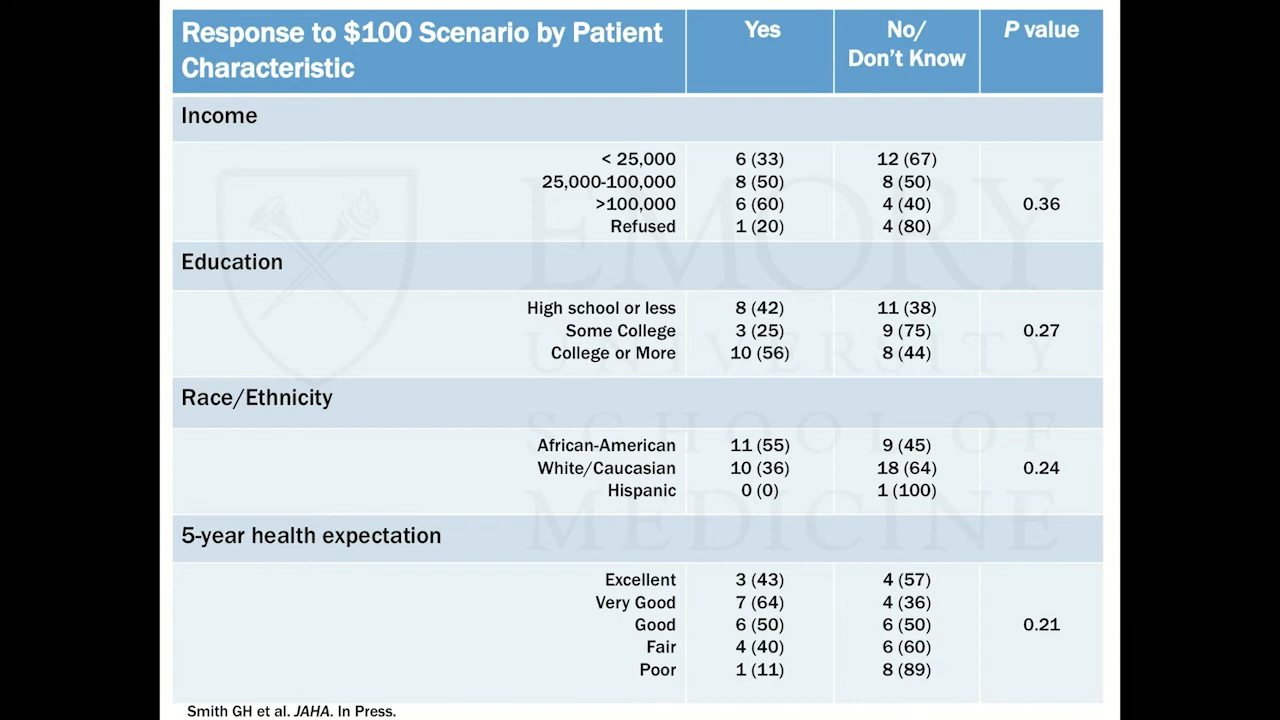 Response to $100 Scenario by Patient Characteristic Yes No/ Don't Know P value
Income
< 25,000 6 (33) 12 (67)
25,000-100,000 8 (50) 8 (50)
>100,000 6 (60) 4 (40) 0.36
Refused 1 (20) 4 (80)
Education
High school or less 8 (42) 11 (38)
Some College 3 (25) 9 (75) 0.27
College or More 10 (56) 8 (44)
Race/Ethnicity
African-American 11 (55) 9 (45)
White/Caucasian 10 (36) 18 (64) 0.24
Hispanic 0 (0) 1 (100)
5-year health expectation
Excellent 3 (43) 4 (57)
Very Good 7 (64) 4 (36)
Good 6 (50) 6 (50) 0.21
Fair 4 (40) 6 (60)
Poor 1 (11) 8 (89)
Smith GH et al. JAHA. In Press.
EMORY
UNIVERSITY
SCHOOL OF
MEDICINE